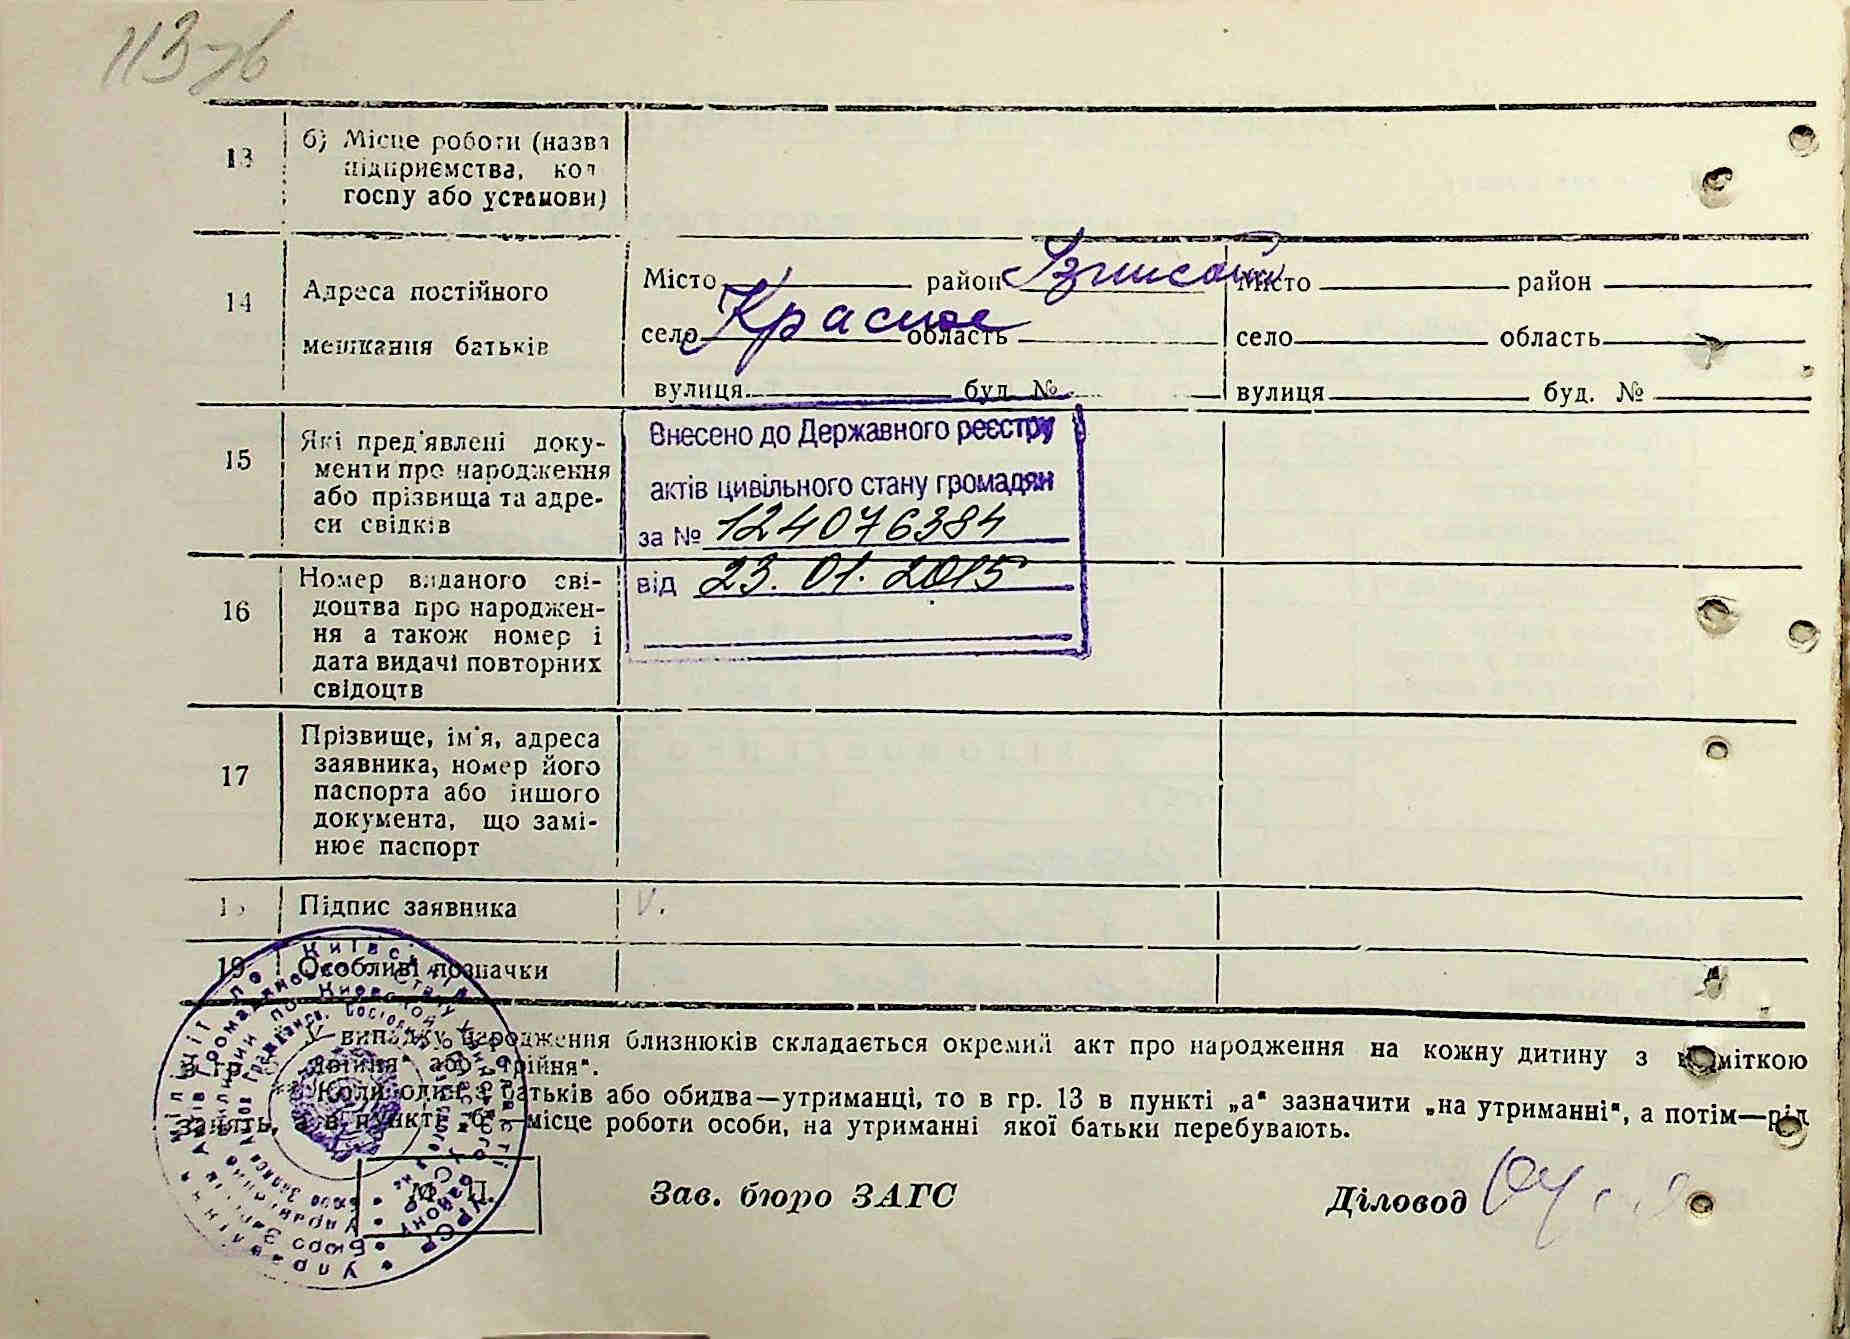 13 б) Місце роботи (назва
підприємства, кол
госпу або установи)
14 Адреса постійного
мешкання батьків
Місто район
село Красное область
вулиця буд. №
Місто район
село область
вулиця буд. №
15 Які пред'явлені доку-
менти про народження
або прізвища та адре-
си свідків
Внесено до Державного реєстру
актів цивільного стану громадян
за № 124076384
від 23.01.2015
16 Номер виданого сві-
доцтва про народжен-
ня а також номер і
дата видачі повторних
свідоцтв
17 Прізвище, ім'я, адреса
заявника, номер його
паспорта або іншого
документа, що замі-
нює паспорт
Підпис заявника
v.
19 Особливі позначки
У випадку народження близнюків складається окремий акт про народження на кожну дитину з відміткою
в гр. „двійня“ або „трійня“.
** Коли один з батьків або обидва—утриманці, то в гр. 13 в пункті „а“ зазначити „на утриманні“, а потім—рід
занять, а в пункті „б“—місце роботи особи, на утриманні якої батьки перебувають.
М. П.
Зав. бюро ЗАГС
Діловод